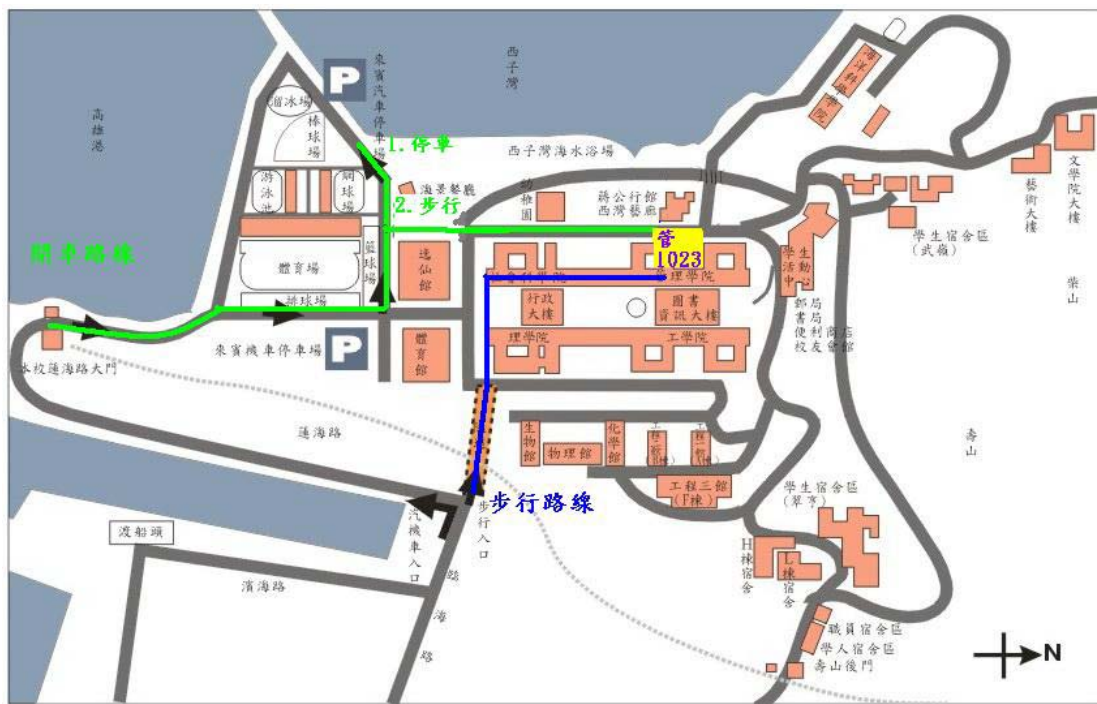 西子灣
高雄港
P
來賓汽車停車場
溜冰場
棒球場
1.停車
西子灣海水浴場
海洋科學學院
文學院大樓
藝術大樓
學生宿舍區
(武嶺)
柴山
游泳池
網球場
海景餐廳
2.步行
幼稚園
蔣公行館
西灣藝廊
管
1023
開車路線
體育場
籃球場
逸仙館
社會科學院
管理學院
學生活動中心
行政
大樓
圖書
資訊大樓
郵局
書局
便利商店
校友會館
排球場
來賓機車停車場
P
體育館
理學院
工學院
本校蓮海路大門
蓮海路
生物館
物理館
化學館
工程三館
(F棟)
壽山
學生宿舍區
(翠亨)
步行路線
步行入口
汽機車入口
渡船頭
濱海路
臨海路
H棟宿舍
L棟宿舍
職員宿舍區
學人宿舍區
壽山後門
N